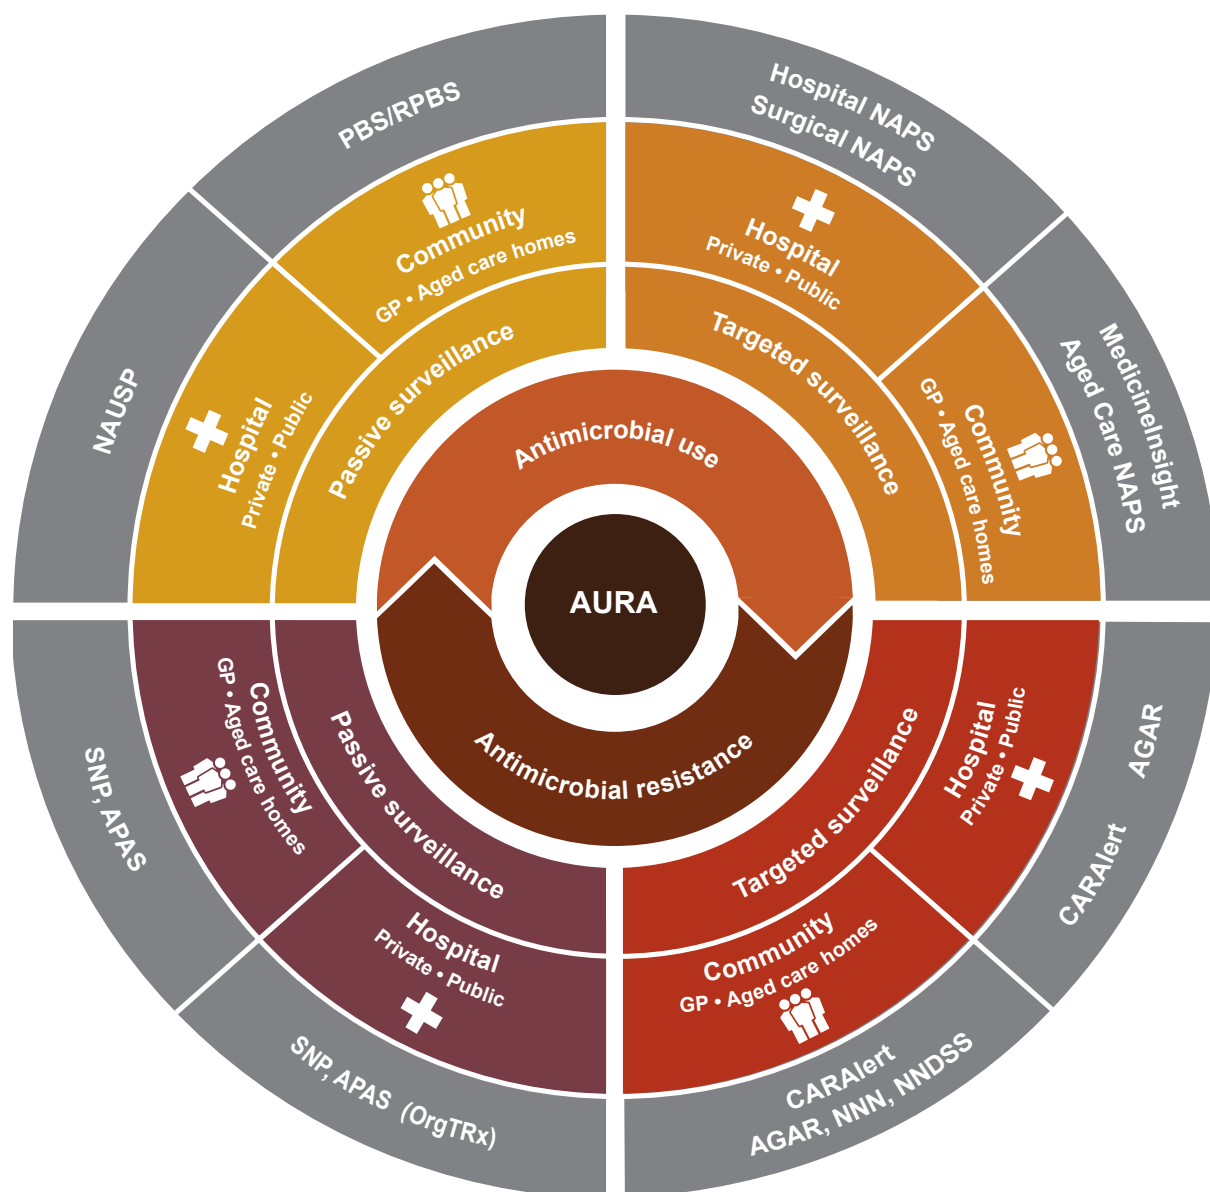 PBS/RPBS
Community
GP • Aged care homes
Passive surveillance
NAUSP
Hospital
Private • Public
Hospital NAPS
Surgical NAPS
Hospital
Private • Public
Targeted surveillance
MedicineInsight
Aged Care NAPS
Community
GP • Aged care homes
Antimicrobial use
AURA
Antimicrobial resistance
SNP, APAS
Community
GP • Aged care homes
Passive surveillance
Hospital
Private • Public
SNP, APAS (OrgTRx)
AGAR
CARAlert
Hospital
Private • Public
Targeted surveillance
Community
GP • Aged care homes
CARAlert
AGAR, NNN, NNDSS